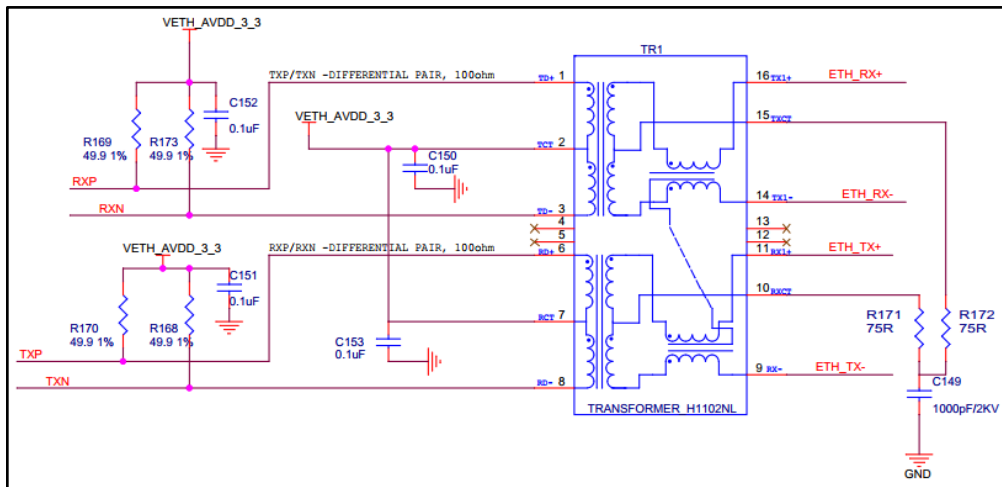 VETH_AVDD_3_3
TR1
TXP/TXN -DIFFERENTIAL PAIR, 100ohm
TD+ 1
16 TX1+ ETH_RX+
C152
0.1uF
15 TXCT
VETH_AVDD_3_3
R169
49.9 1%
R173
49.9 1%
TCT 2
C150
0.1uF
RXP
RXN
TD- 3
14 TX1- ETH_RX-
4
13
5
12
VETH_AVDD_3_3
RXP/RXN -DIFFERENTIAL PAIR, 100ohm
RD+ 6
11 RX1+ ETH_TX+
C151
0.1uF
10 RXCT
RCT 7
R170
49.9 1%
R168
49.9 1%
C153
0.1uF
R171
75R
R172
75R
TXP
TXN
RD- 8
9 RX- ETH_TX-
C149
1000pF/2KV
TRANSFORMER H1102NL
GND